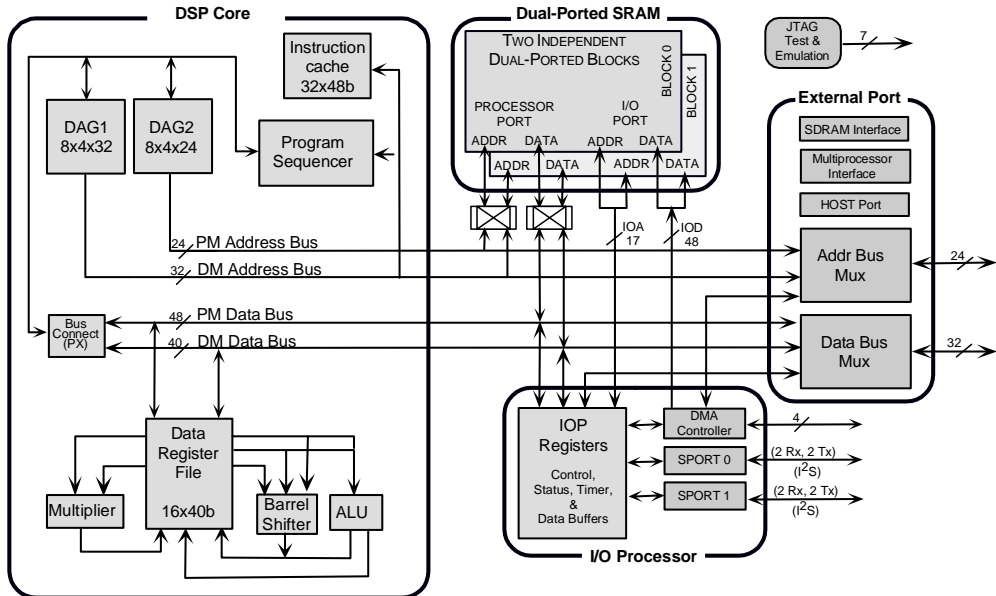 DSP Core
Dual-Ported SRAM
JTAG
Test &
Emulation
7
Instruction
cache
32x48b
TWO INDEPENDENT
DUAL-PORTED BLOCKS
BLOCK 0
BLOCK 1
PROCESSOR
PORT
I/O
PORT
ADDR DATA ADDR DATA
ADDR DATA ADDR DATA
DAG1
8x4x32
DAG2
8x4x24
Program
Sequencer
External Port
SDRAM Interface
Multiprocessor
Interface
HOST Port
Addr Bus
Mux
24
Data Bus
Mux
32
IOA
17
IOD
48
24 PM Address Bus
32 DM Address Bus
Bus
Connect
(PX)
48 PM Data Bus
40 DM Data Bus
Data
Register
File
16x40b
Multiplier
Barrel
Shifter
ALU
IOP
Registers
Control,
Status, Timer,
&
Data Buffers
DMA
Controller
4
SPORT 0
(2 Rx, 2 Tx)
(I2S)
SPORT 1
(2 Rx, 2 Tx)
(I2S)
I/O Processor